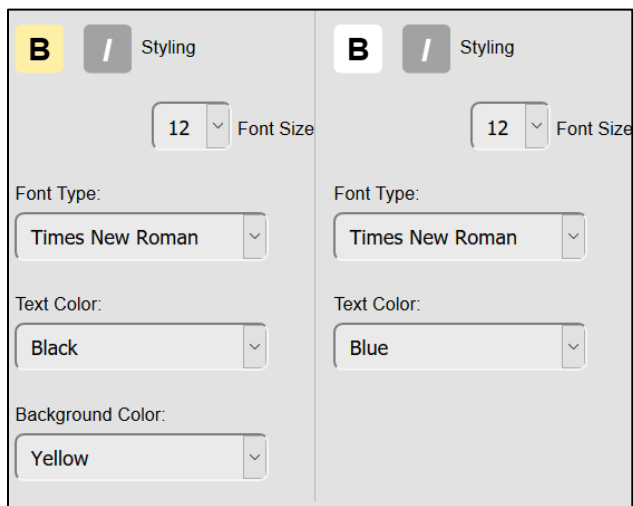 B I Styling
12 Font Size
Font Type:
Times New Roman
Text Color:
Black
Background Color:
Yellow
B I Styling
12 Font Size
Font Type:
Times New Roman
Text Color:
Blue